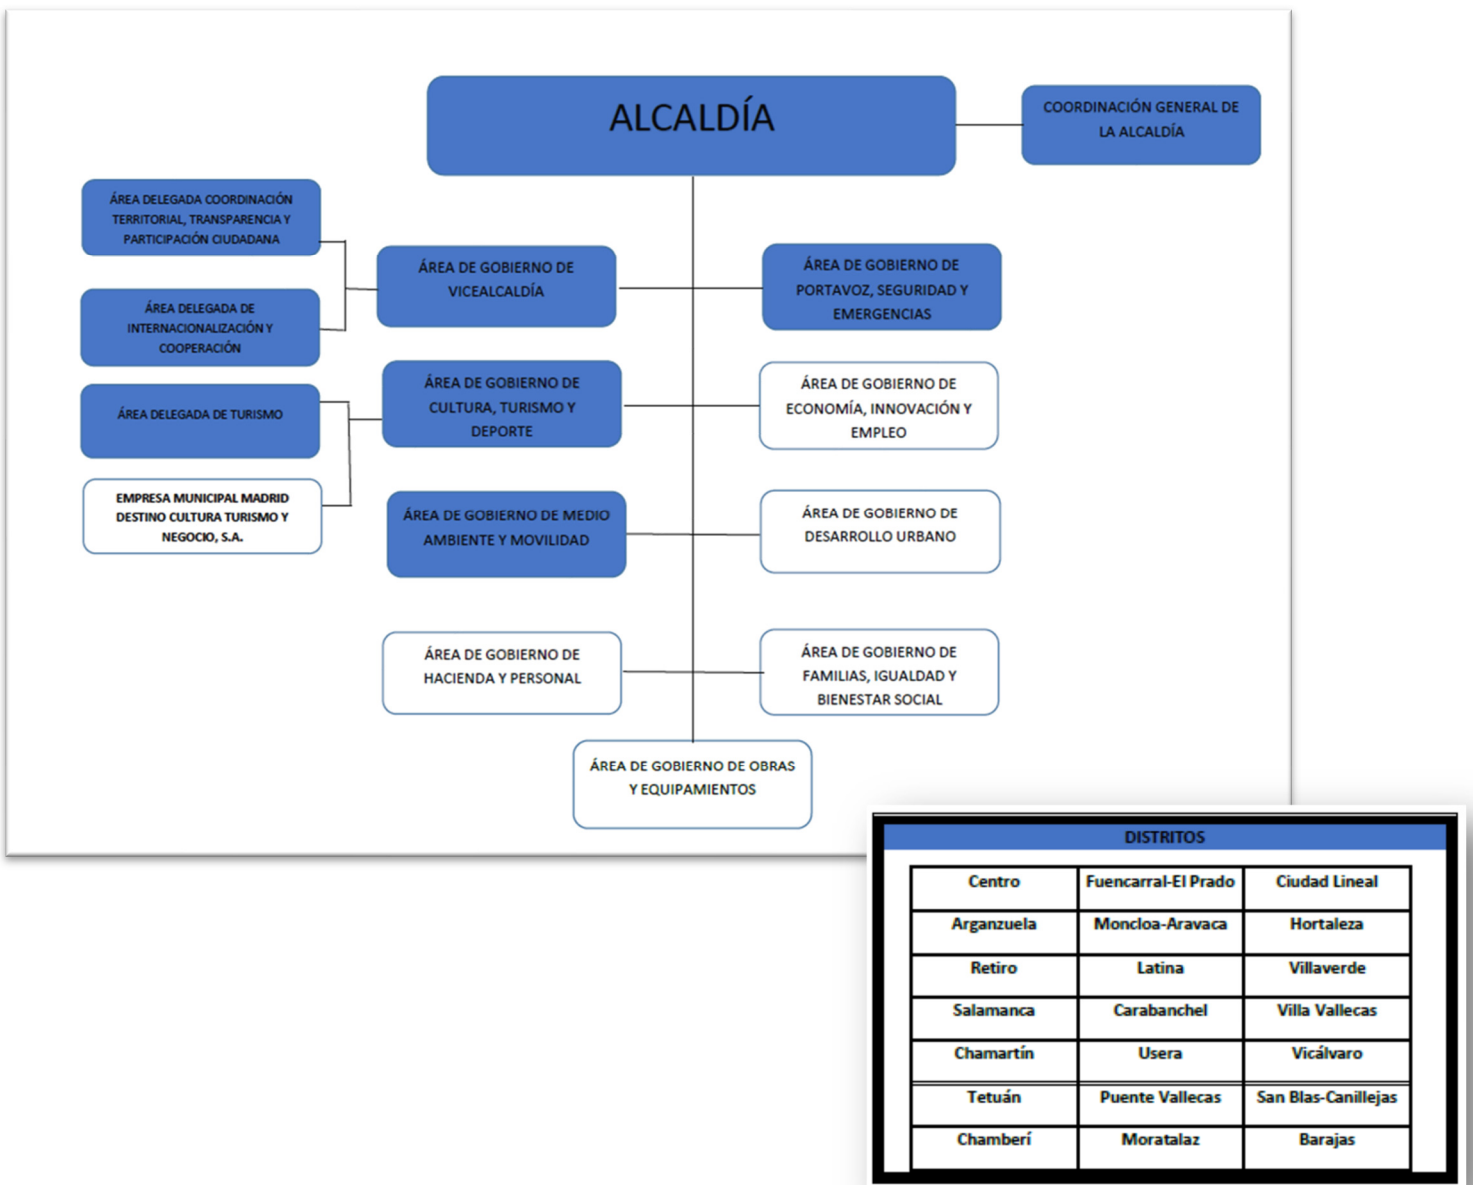 ALCALDÍA
COORDINACIÓN GENERAL DE
LA ALCALDÍA
ÁREA DELEGADA COORDINACIÓN
TERRITORIAL, TRANSPARENCIA Y
PARTICIPACIÓN CIUDADANA
ÁREA DE GOBIERNO DE
VICEALCALDÍA
ÁREA DE GOBIERNO DE
PORTAVOZ, SEGURIDAD Y
EMERGENCIAS
ÁREA DELEGADA DE
INTERNACIONALIZACIÓN Y
COOPERACIÓN
ÁREA DELEGADA DE TURISMO
ÁREA DE GOBIERNO DE
CULTURA, TURISMO Y
DEPORTE
ÁREA DE GOBIERNO DE
ECONOMÍA, INNOVACIÓN Y
EMPLEO
EMPRESA MUNICIPAL MADRID
DESTINO CULTURA TURISMO Y
NEGOCIO, S.A.
ÁREA DE GOBIERNO DE MEDIO
AMBIENTE Y MOVILIDAD
ÁREA DE GOBIERNO DE
DESARROLLO URBANO
ÁREA DE GOBIERNO DE
HACIENDA Y PERSONAL
ÁREA DE GOBIERNO DE
FAMILIAS, IGUALDAD Y
BIENESTAR SOCIAL
ÁREA DE GOBIERNO DE OBRAS
Y EQUIPAMIENTOS
DISTRITOS
Centro Fuencarral-El Prado Ciudad Lineal
Arganzuela Moncloa-Aravaca Hortaleza
Retiro Latina Villaverde
Salamanca Carabanchel Villa Vallecas
Chamartín Usera Vicálvaro
Tetuán Puente Vallecas San Blas-Canillejas
Chamberí Moratalaz Barajas